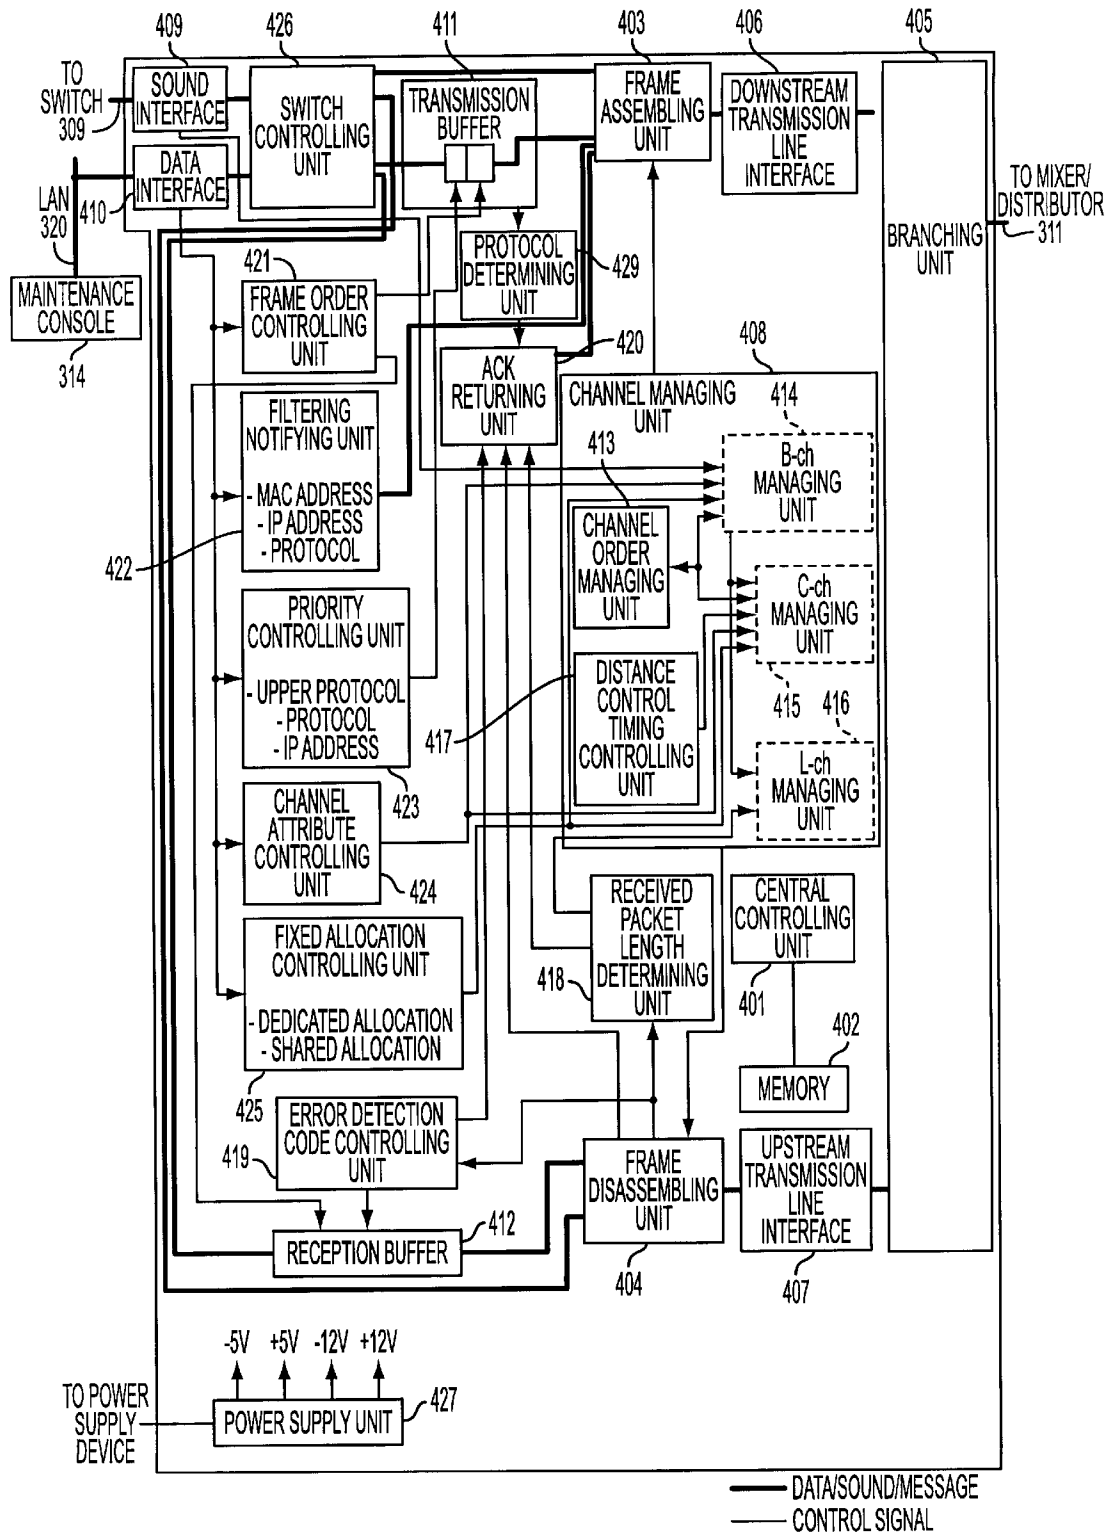 409
426
411
403
406
405
TO
SWITCH
309
SOUND
INTERFACE
SWITCH
CONTROLLING
UNIT
TRANSMISSION
BUFFER
FRAME
ASSEMBLING
UNIT
DOWNSTREAM
TRANSMISSION
LINE
INTERFACE
DATA
INTERFACE
410
LAN
320
TO MIXER/
DISTRIBUTOR
311
BRANCHING
UNIT
MAINTENANCE
CONSOLE
314
421
FRAME ORDER
CONTROLLING
UNIT
PROTOCOL
DETERMINING
UNIT
429
ACK
RETURNING
UNIT
420
408
CHANNEL MANAGING
UNIT
414
B-ch
MANAGING
UNIT
FILTERING
NOTIFYING UNIT
- MAC ADDRESS
- IP ADDRESS
- PROTOCOL
422
413
CHANNEL
ORDER
MANAGING
UNIT
C-ch
MANAGING
UNIT
415
PRIORITY
CONTROLLING UNIT
- UPPER PROTOCOL
- PROTOCOL
- IP ADDRESS
423
417
DISTANCE
CONTROL
TIMING
CONTROLLING
UNIT
416
L-ch
MANAGING
UNIT
CHANNEL
ATTRIBUTE
CONTROLLING
UNIT
424
RECEIVED
PACKET
LENGTH
DETERMINING
UNIT
418
CENTRAL
CONTROLLING
UNIT
401
FIXED ALLOCATION
CONTROLLING UNIT
- DEDICATED ALLOCATION
- SHARED ALLOCATION
425
402
MEMORY
ERROR DETECTION
CODE CONTROLLING
UNIT
419
FRAME
DISASSEMBLING
UNIT
404
UPSTREAM
TRANSMISSION
LINE
INTERFACE
407
412
RECEPTION BUFFER
-5V +5V -12V +12V
TO POWER
SUPPLY
DEVICE
POWER SUPPLY UNIT
427
DATA/SOUND/MESSAGE
CONTROL SIGNAL